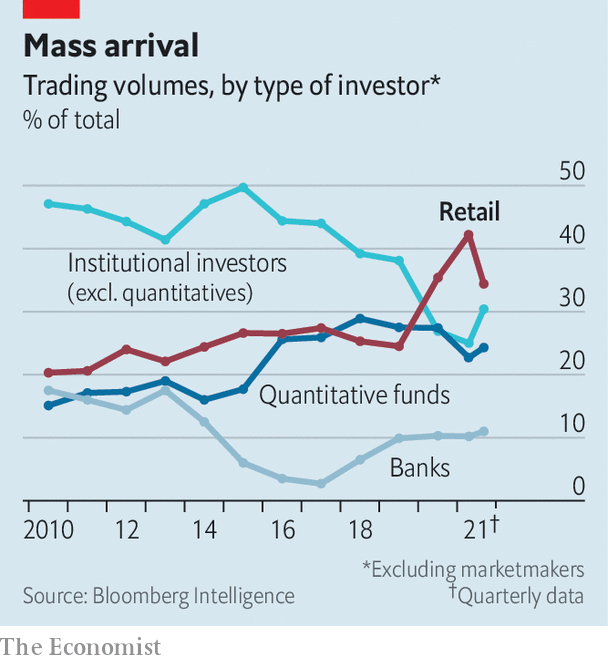 Mass arrival
Trading volumes, by type of investor*
% of total
50
Retail
40
Institutional investors
(excl. quantitatives)
30
20
Quantitative funds
10
Banks
0
2010 12 14 16 18 21†
*Excluding marketmakers
Source: Bloomberg Intelligence †Quarterly data
The Economist